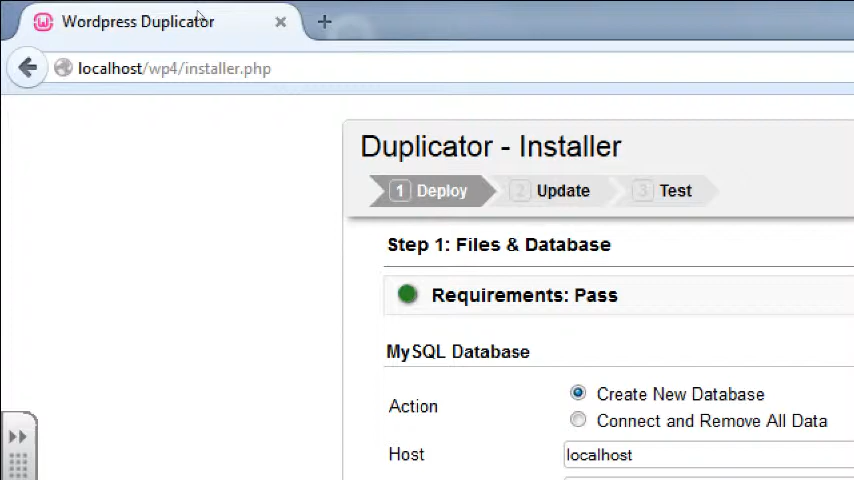 Wordpress Duplicator
localhost/wp4/installer.php
Duplicator - Installer
1 Deploy 2 Update 3 Test
Step 1: Files & Database
Requirements: Pass
MySQL Database
Action
Create New Database
Connect and Remove All Data
Host localhost